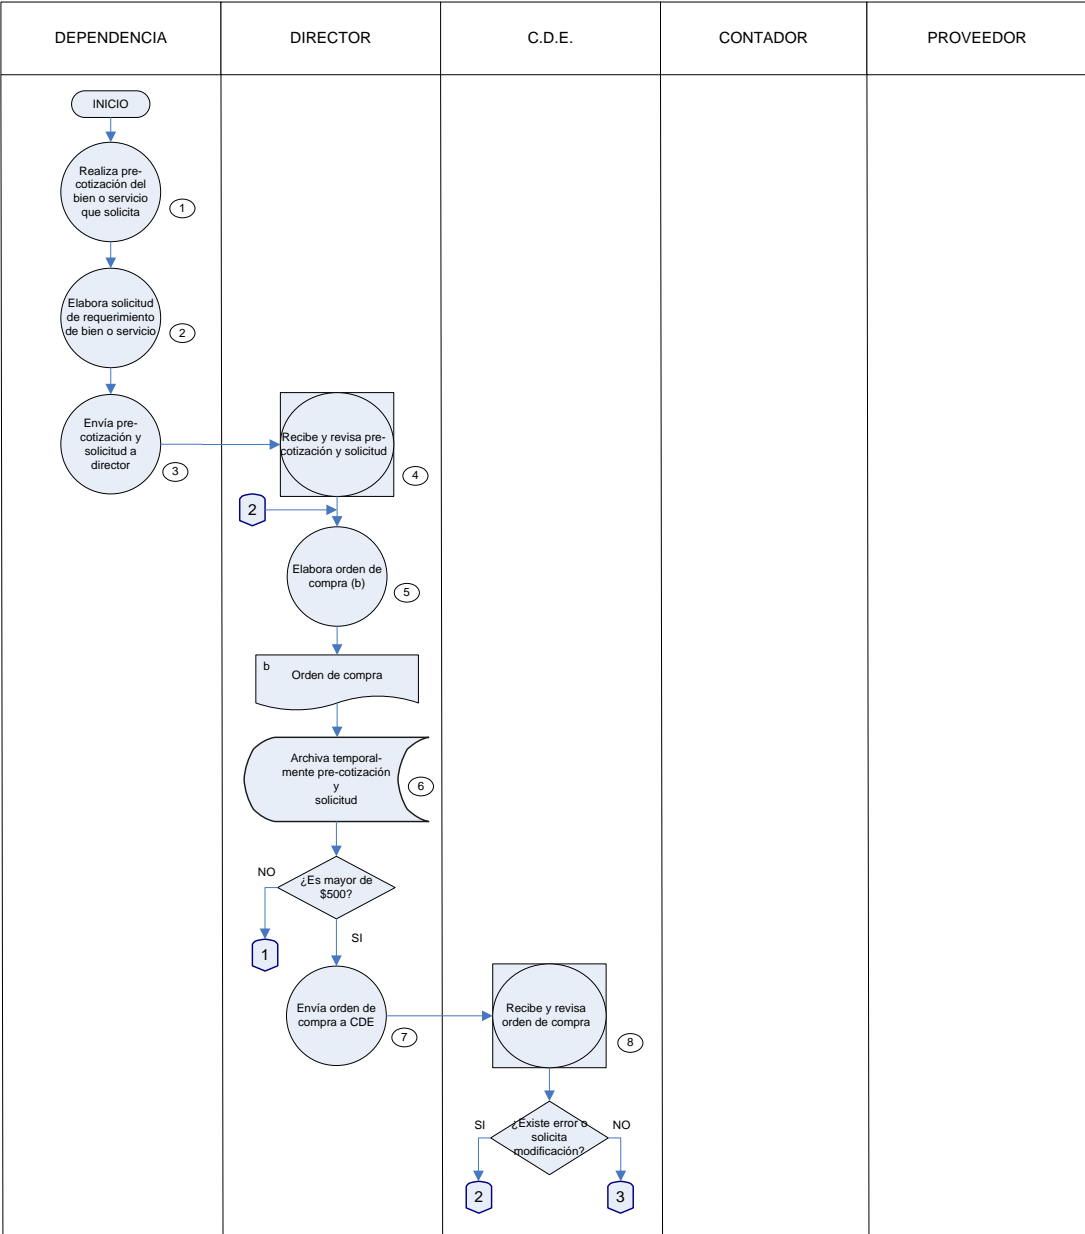 DEPENDENCIA
DIRECTOR
C.D.E.
CONTADOR
PROVEEDOR
INICIO
Realiza pre-
cotización del
bien o servicio
que solicita
1
Elabora solicitud
de requerimiento
de bien o servicio
2
Envía pre-
cotización y
solicitud a
director
3
Recibe y revisa pre-
cotización y solicitud
4
2
Elabora orden de
compra (b)
5
b
Orden de compra
Archiva temporal-
mente pre-cotización
y
solicitud
6
¿Es mayor de
$500?
NO
1
SI
Envía orden de
compra a CDE
7
Recibe y revisa
orden de compra
8
¿Existe error o
solicita
modificación?
SI
NO
2
3